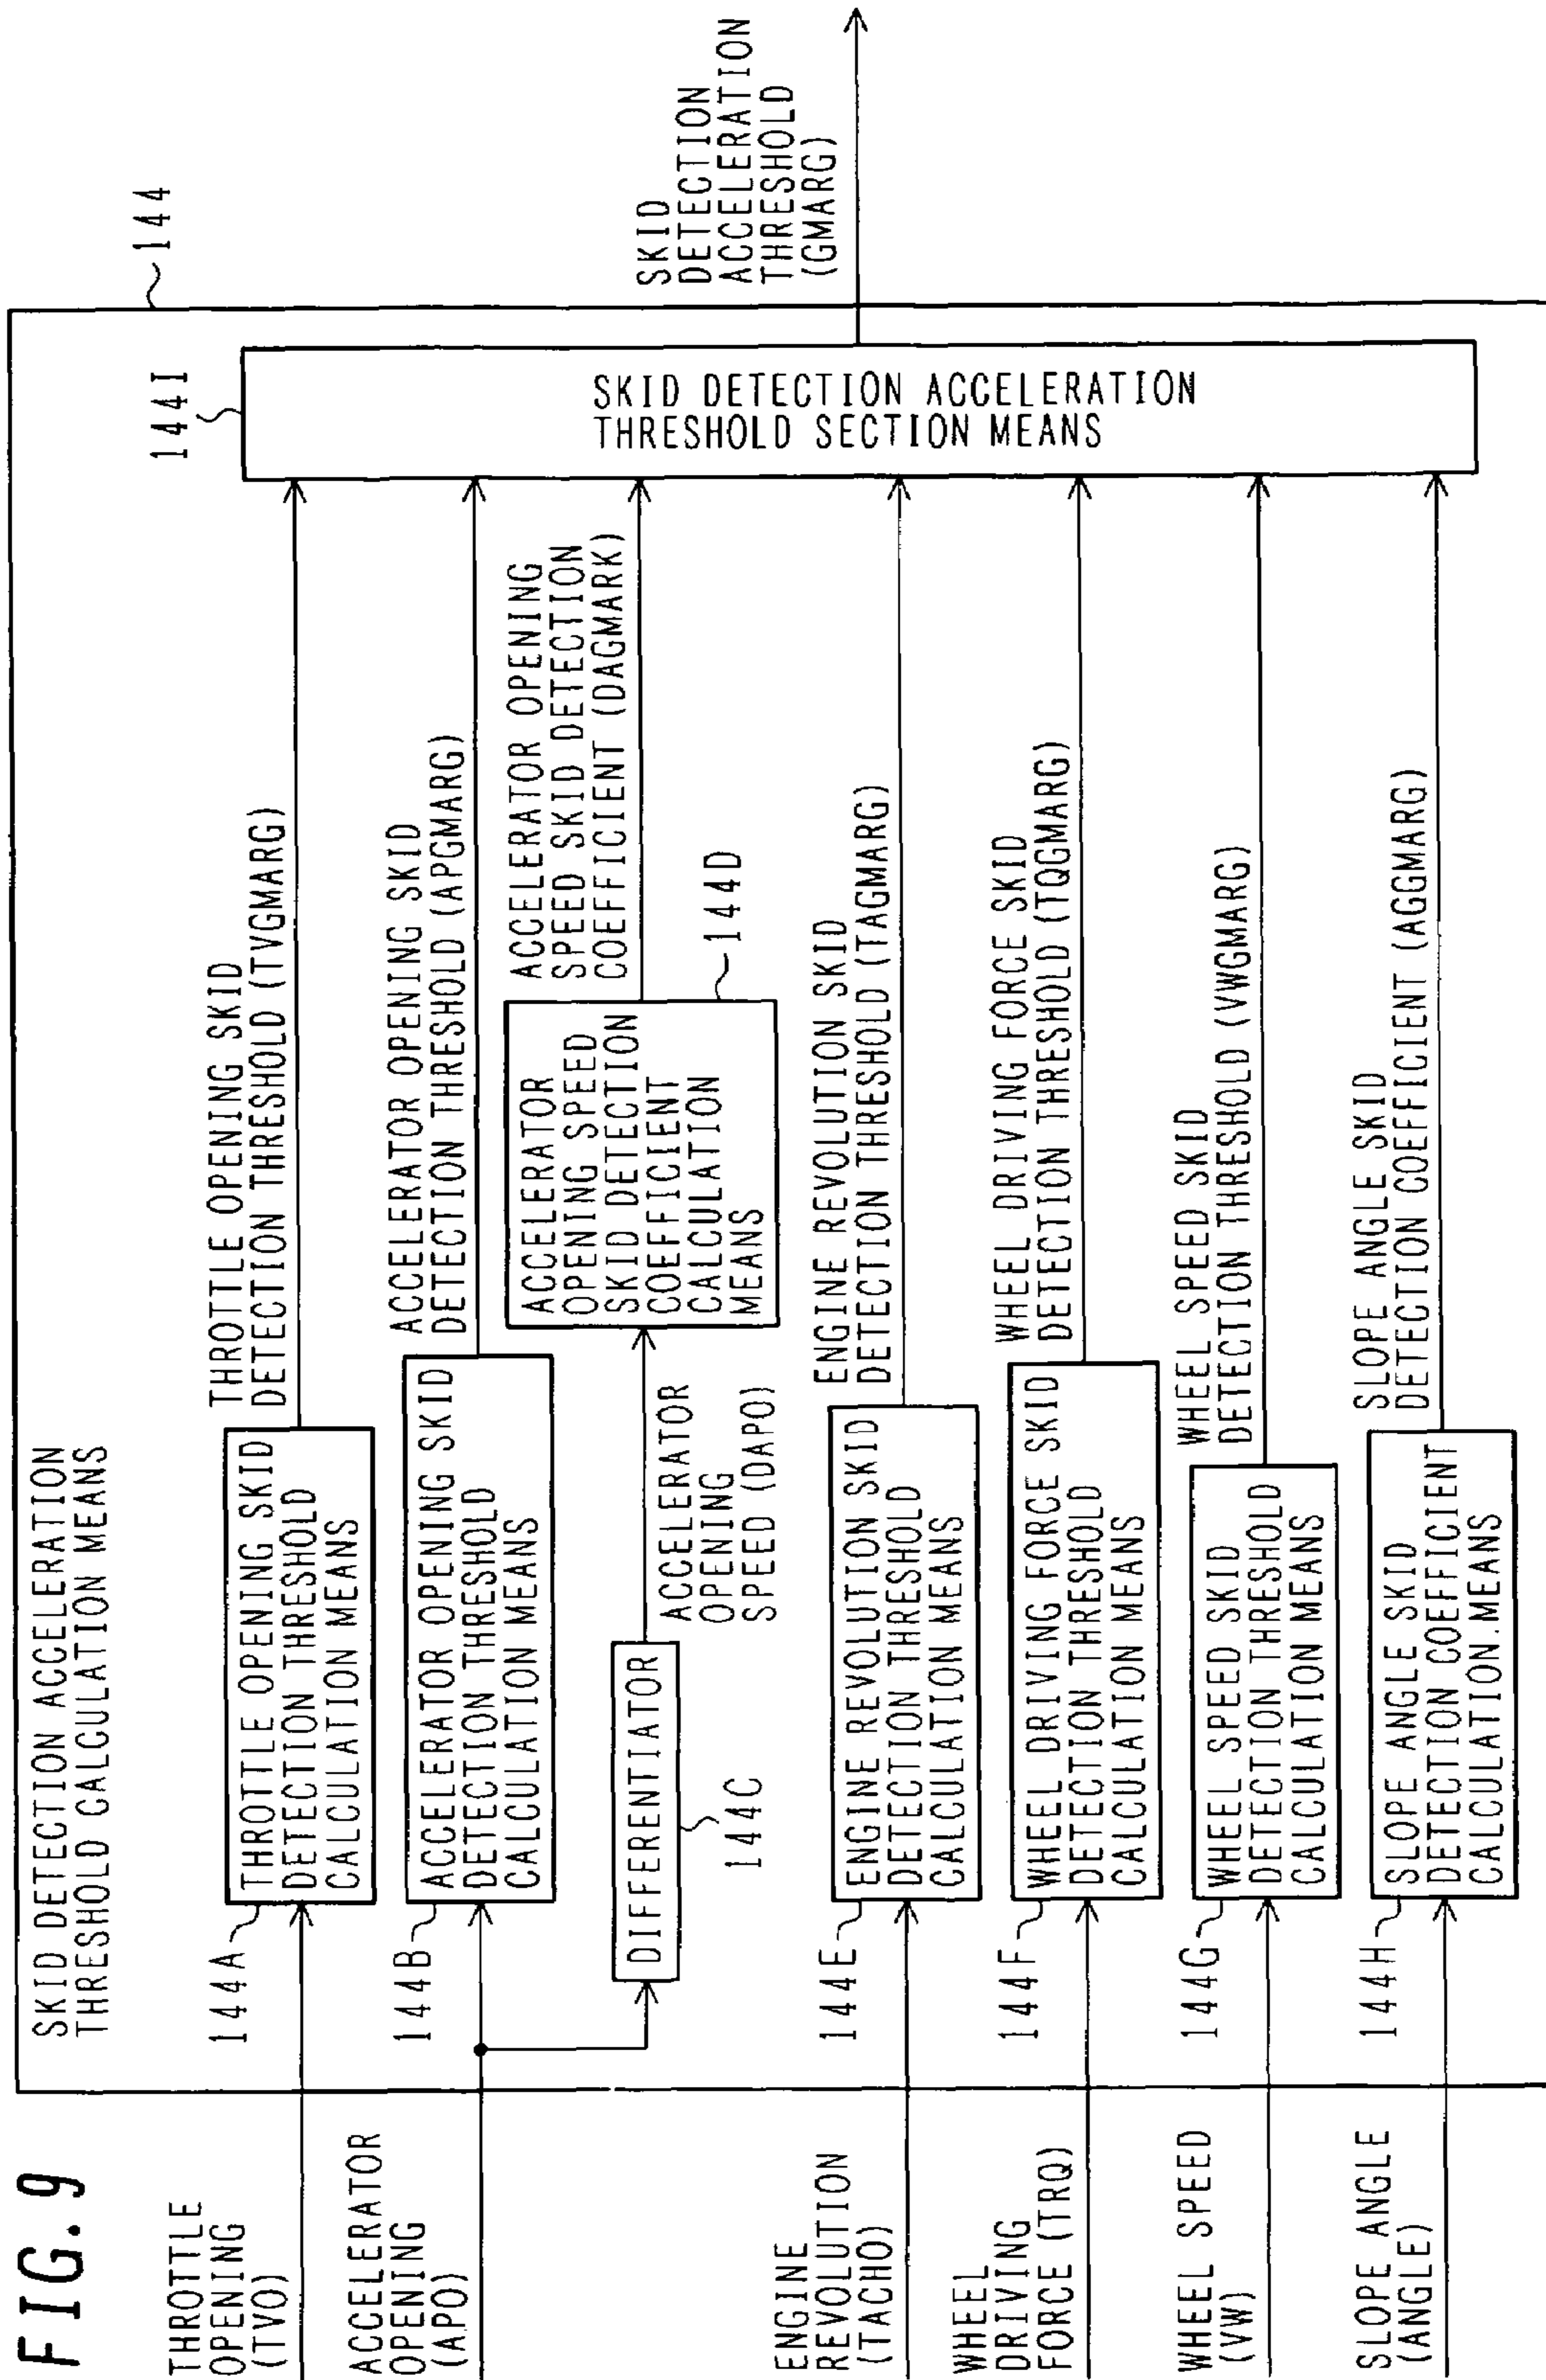 FIG. 9
SKID DETECTION ACCELERATION
THRESHOLD CALCULATION MEANS
144
THROTTLE
OPENING
(TVO)
144A
THROTTLE OPENING SKID
DETECTION THRESHOLD
CALCULATION MEANS
THROTTLE OPENING SKID
DETECTION THRESHOLD (TVGMARG)
ACCELERATOR
OPENING
(APO)
144B
ACCELERATOR OPENING SKID
DETECTION THRESHOLD
CALCULATION MEANS
ACCELERATOR OPENING SKID
DETECTION THRESHOLD (APGMARG)
DIFFERENTIATOR
144C
ACCELERATOR
OPENING
SPEED (DAPO)
ACCELERATOR
OPENING SPEED
SKID DETECTION
COEFFICIENT
CALCULATION
MEANS
144D
ACCELERATOR OPENING
SPEED SKID DETECTION
COEFFICIENT (DAGMARK)
ENGINE
REVOLUTION
(TACHO)
144E
ENGINE REVOLUTION SKID
DETECTION THRESHOLD
CALCULATION MEANS
ENGINE REVOLUTION SKID
DETECTION THRESHOLD (TAGMARG)
WHEEL
DRIVING
FORCE (TRQ)
144F
WHEEL DRIVING FORCE SKID
DETECTION THRESHOLD
CALCULATION MEANS
WHEEL DRIVING FORCE SKID
DETECTION THRESHOLD (TQGMARG)
WHEEL SPEED
(VW)
144G
WHEEL SPEED SKID
DETECTION THRESHOLD
CALCULATION MEANS
WHEEL SPEED SKID
DETECTION THRESHOLD (VWGMARG)
SLOPE ANGLE
(ANGLE)
144H
SLOPE ANGLE SKID
DETECTION COEFFICIENT
CALCULATION.MEANS
SLOPE ANGLE SKID
DETECTION COEFFICIENT (AGGMARG)
144I
SKID DETECTION ACCELERATION
THRESHOLD SECTION MEANS
SKID
DETECTION
ACCELERATION
THRESHOLD
(GMARG)